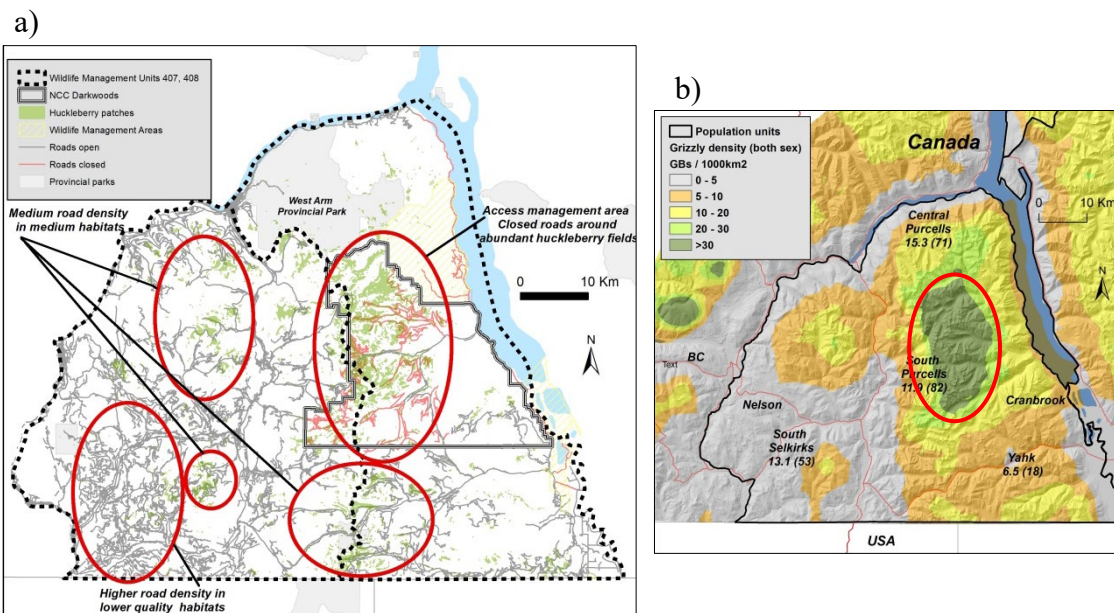 a)
Wildlife Management Units 407, 408
NCC Darkwoods
Huckleberry patches
Wildlife Management Areas
Roads open
Roads closed
Provincial parks
Medium road density
in medium habitats
West Arm
Provincial Park
Access management area
Closed roads around
abundant huckleberry fields
0 10 Km
N
Higher road density in
lower quality habitats
b)
Population units
Grizzly density (both sex)
GBs / 1000km2
0 - 5
5 - 10
10 - 20
20 - 30
>30
Canada
Central
Purcells
15.3 (71)
0 10 Km
N
BC
Text
South
Purcells
11.9 (82)
Nelson
Cranbrook
South
Selkirks
13.1 (53)
Yahk
6.5 (18)
USA